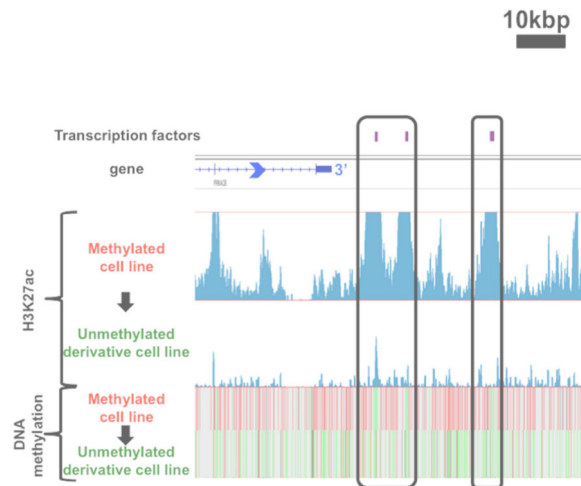 10kbp
Transcription factors
gene
3'
H3K27ac
Methylated
cell line
Unmethylated
derivative cell line
DNA
methylation
Methylated
cell line
Unmethylated
derivative cell line